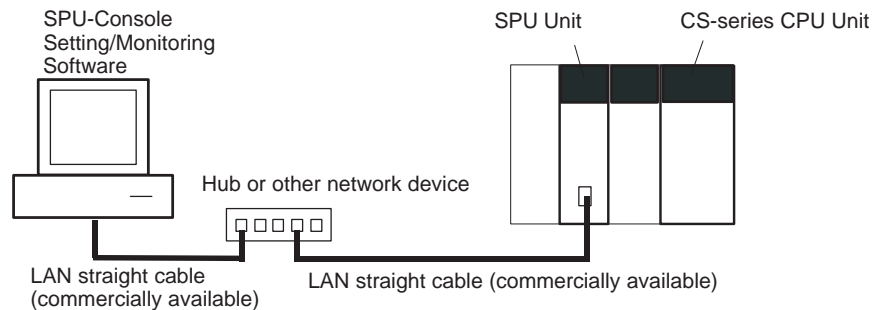 SPU-Console
Setting/Monitoring
Software
SPU Unit
CS-series CPU Unit
Hub or other network device
LAN straight cable
(commercially available)
LAN straight cable (commercially available)